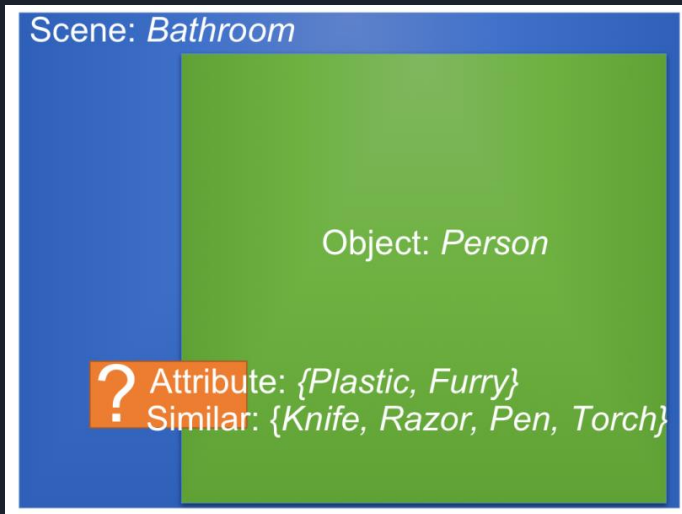 Scene: Bathroom
Object: Person
? Attribute: {Plastic, Furry}
Similar: {Knife, Razor, Pen, Torch}